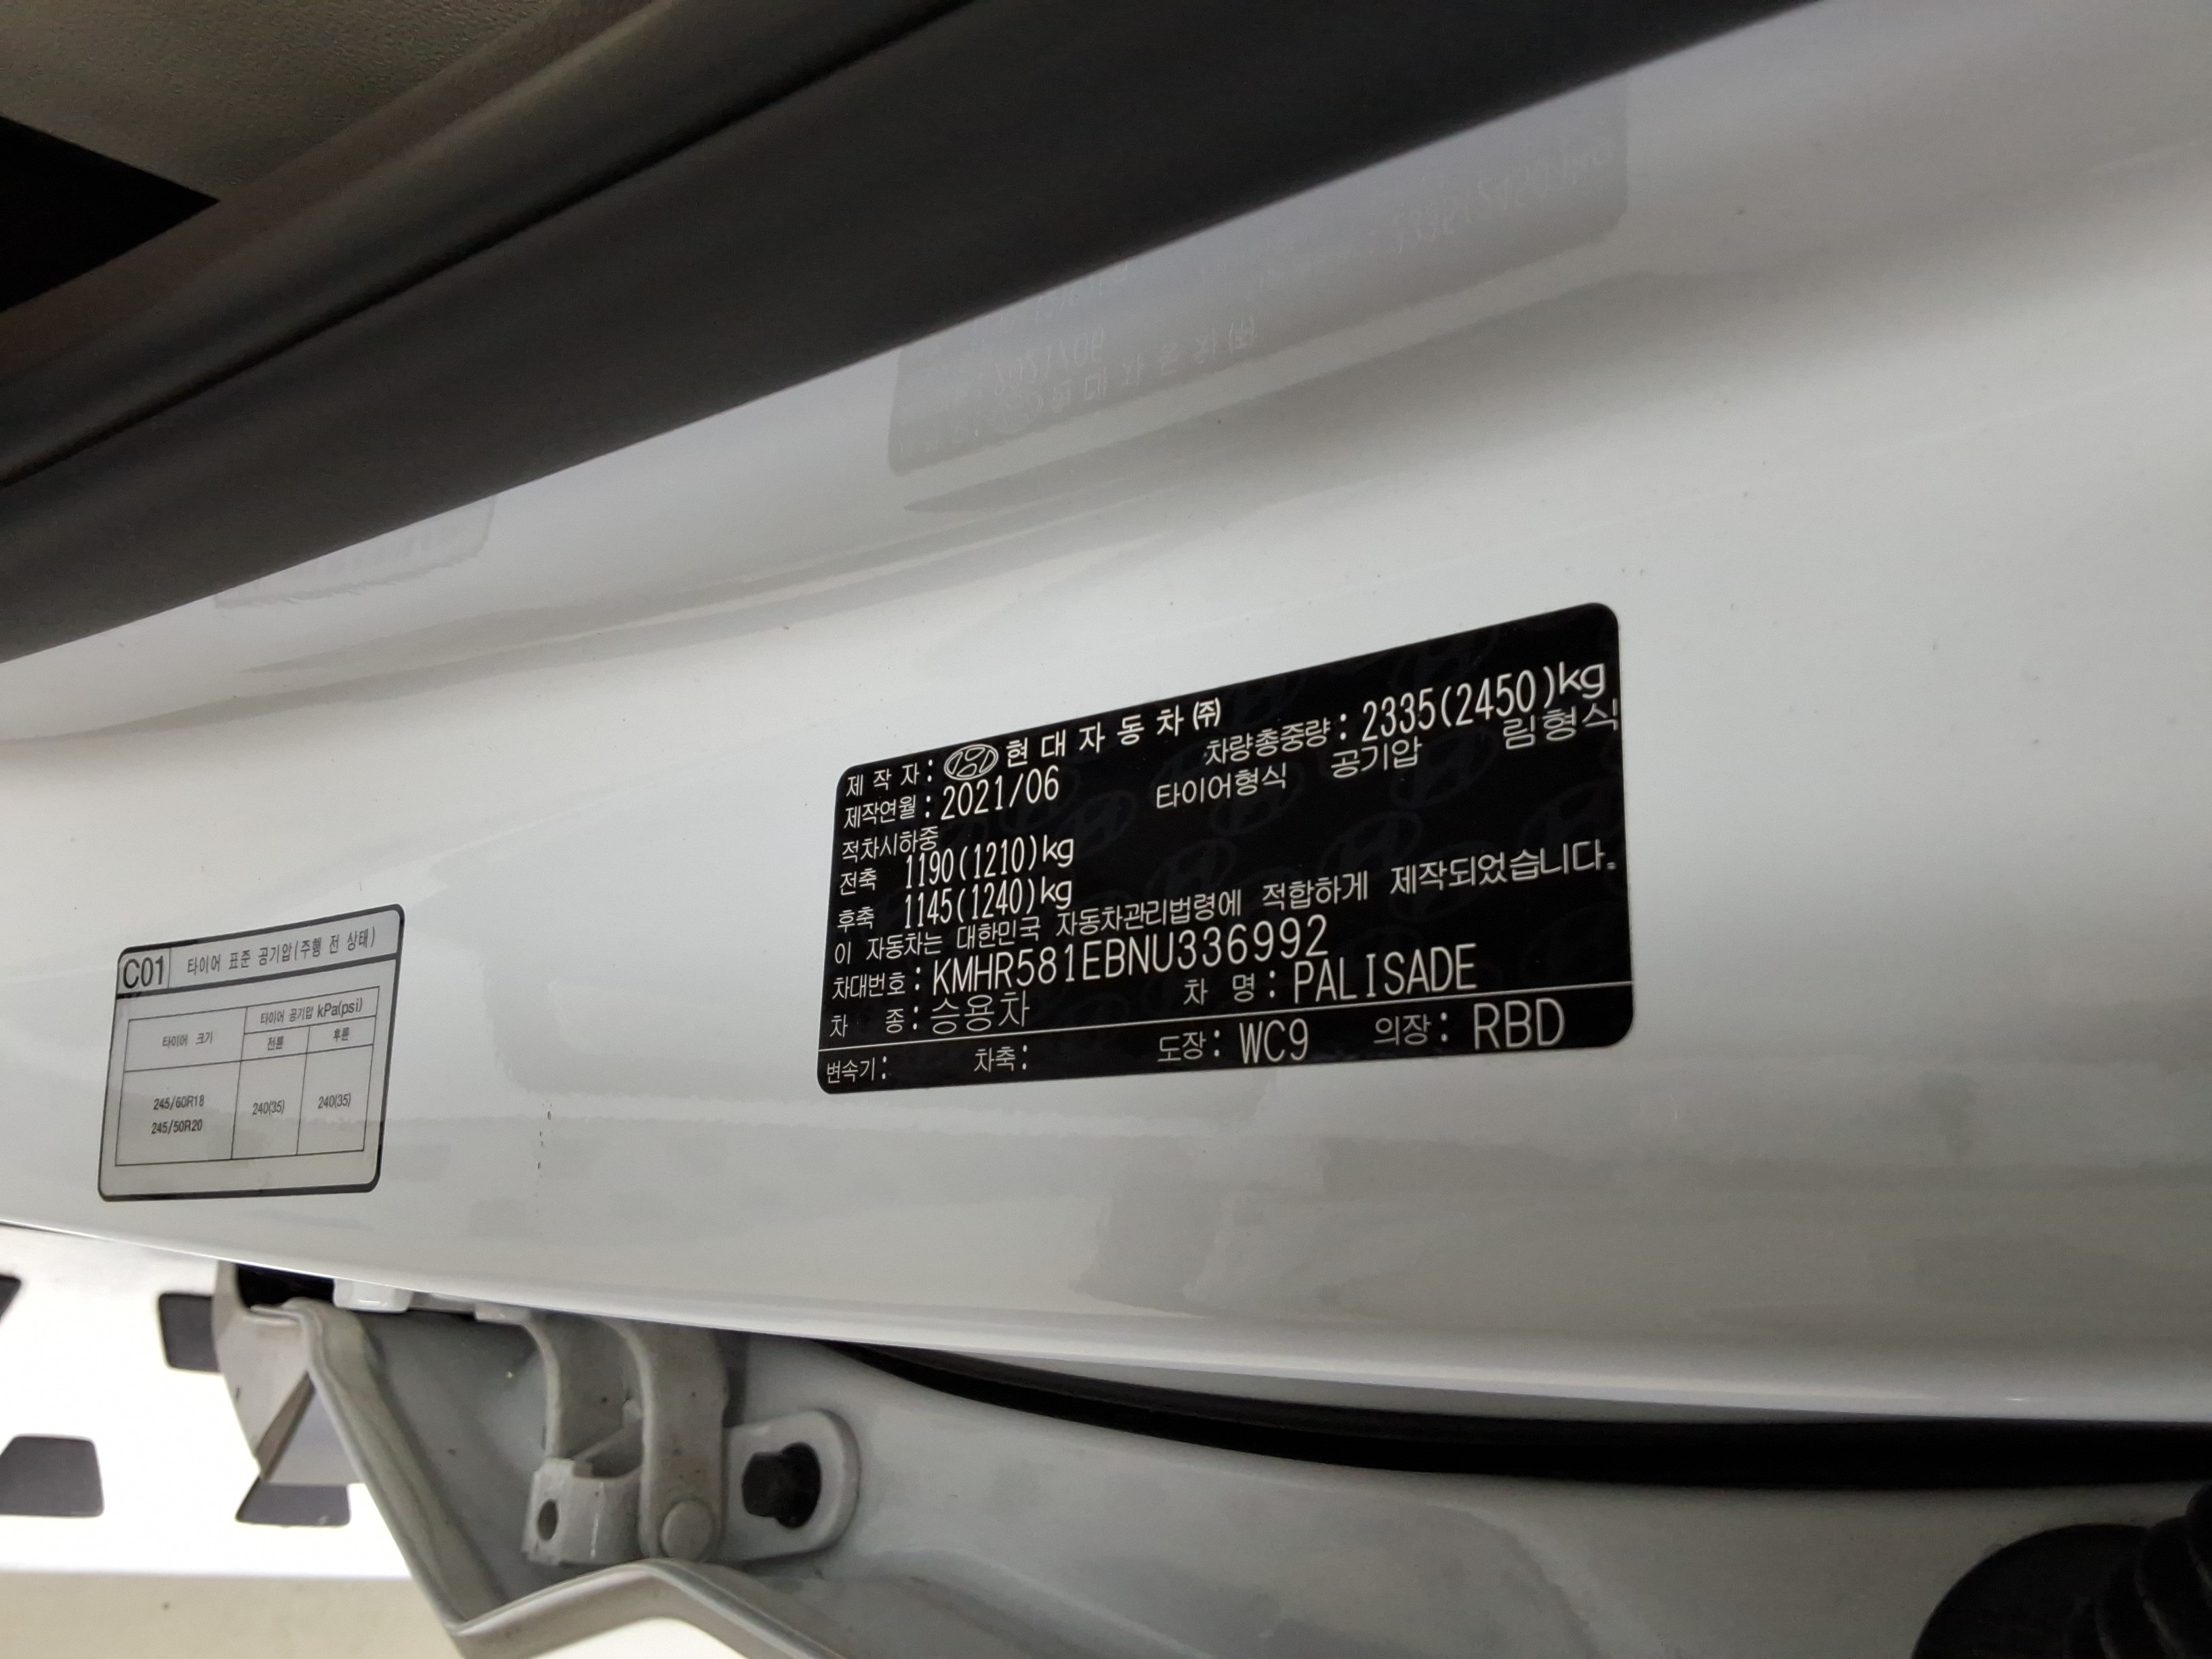 제 작 자 : 현 대 자 동 차 ㈜
제작연월 : 2021/06
차량총중량 : 2335(2450)kg
타이어형식 공기압 림형식
적차시하중
전축 1190(1210)kg
후축 1145(1240)kg
이 자동차는 대한민국 자동차관리법령에 적합하게 제작되었습니다.
차대번호 : KMHR581EBNU336992
차 종 : 승용차 차 명 : PALISADE
변속기 : 차축 : 도장 : WC9 의장 : RBD
C01 타이어 표준 공기압(주행 전 상태)
타이어 크기 타이어 공기압 kPa(psi)
전륜 후륜
245/60R18
245/50R20
240(35) 240(35)